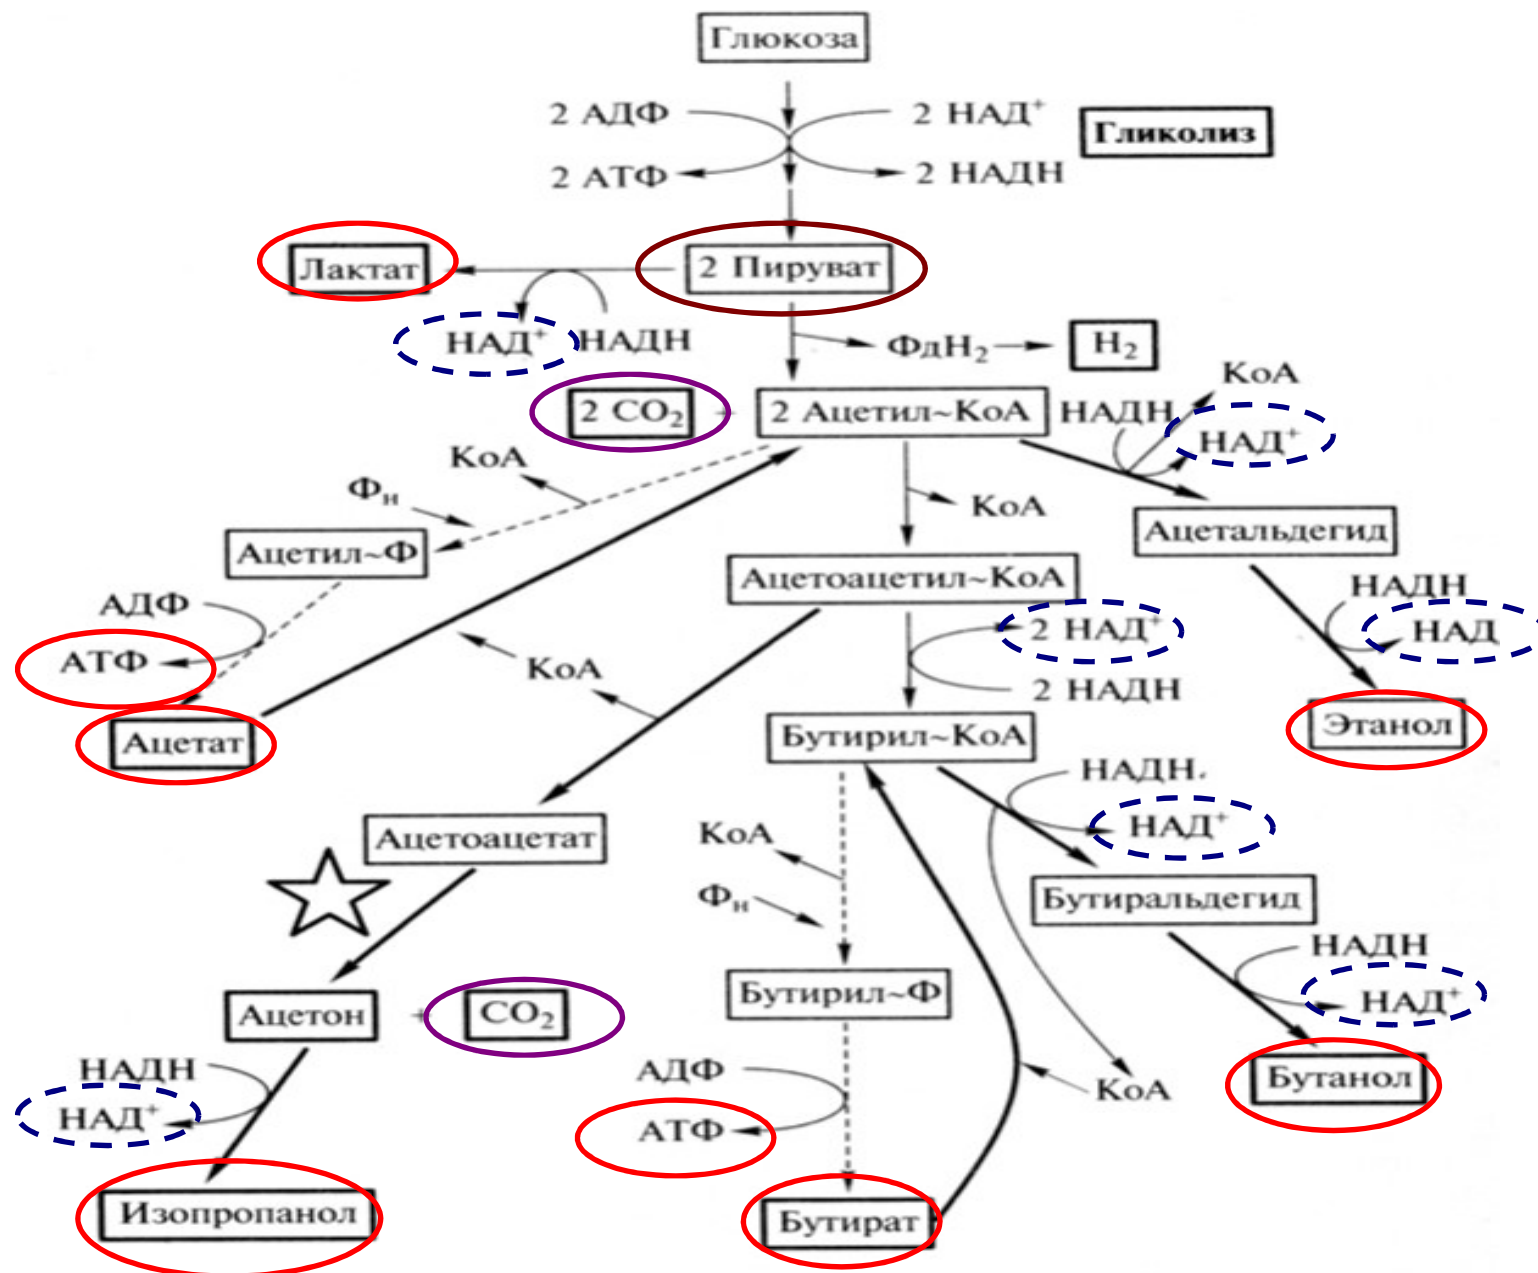 Глюкоза
2 АДФ
2 НАД⁺
Гликолиз
2 АТФ
2 НАДН
Лактат
2 Пируват
НАД⁺
НАДН
ФдН₂
Н₂
КоА
2 СО₂
+
2 Ацетил~КоА
НАДН
НАД⁺
КоА
Фн
КоА
Ацетил~Ф
Ацетальдегид
Ацетоацетил~КоА
АДФ
НАДН
АТФ
КоА
2 НАД⁺
НАД
2 НАДН
Ацетат
Бутирил~КоА
Этанол
НАДН
Ацетоацетат
КоА
НАД⁺
Фн
Бутиральдегид
НАДН
Ацетон
+
СО₂
Бутирил~Ф
НАД⁺
НАДН
АДФ
КоА
Бутанол
НАД⁺
АТФ
Изопропанол
Бутират